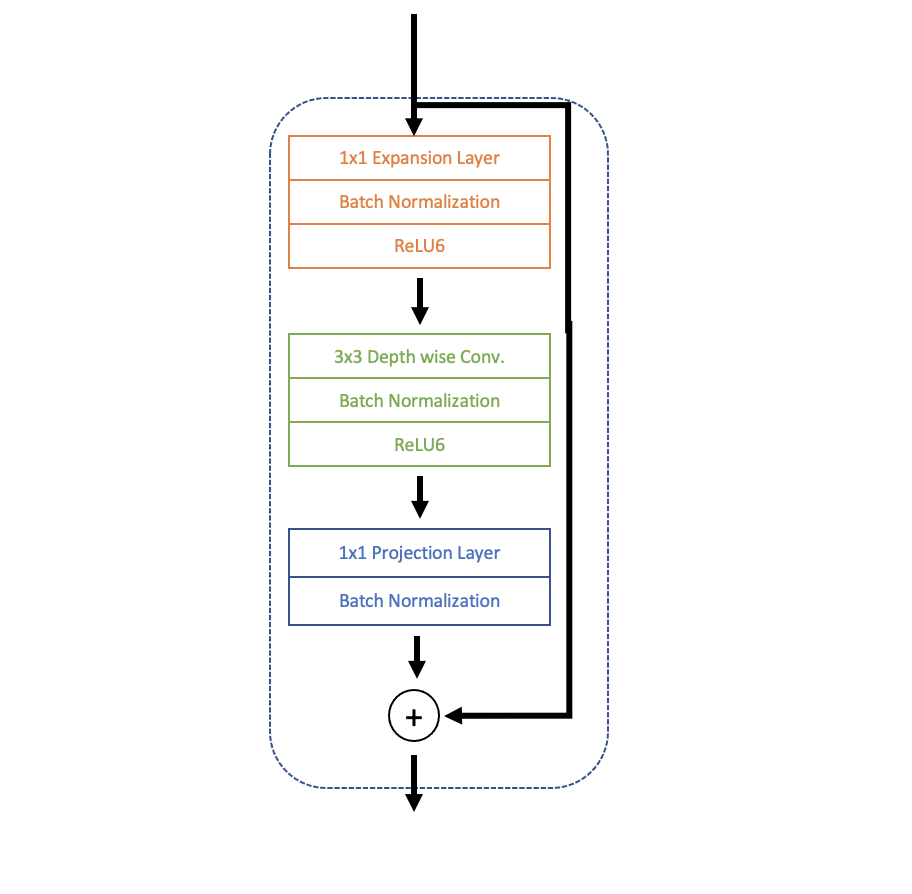 1x1 Expansion Layer
Batch Normalization
ReLU6
3x3 Depth wise Conv.
Batch Normalization
ReLU6
1x1 Projection Layer
Batch Normalization
+